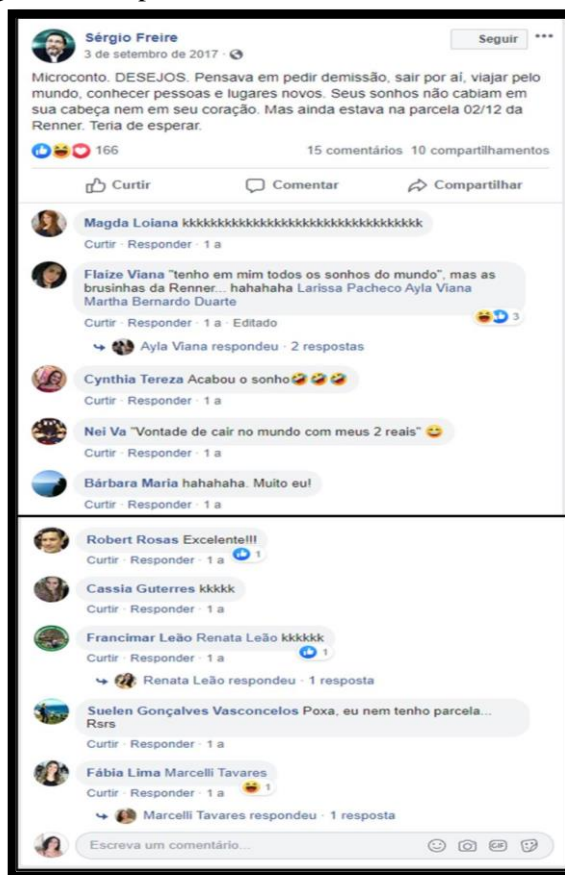 Sérgio Freire
Seguir
3 de setembro de 2017 ·
Microconto. DESEJOS. Pensava em pedir demissão, sair por aí, viajar pelo
mundo, conhecer pessoas e lugares novos. Seus sonhos não cabiam em
sua cabeça nem em seu coração. Mas ainda estava na parcela 02/12 da
Renner. Teria de esperar.
166
15 comentários 10 compartilhamentos
Curtir Comentar Compartilhar
Magda Loiana kkkkkkkkkkkkkkkkkkkkkkkkkkkkkkkkkk
Curtir · Responder · 1 a
Flaize Viana "tenho em mim todos os sonhos do mundo", mas as
brusinhas da Renner... hahahaha Larissa Pacheco Ayla Viana
Martha Bernardo Duarte
3
Curtir · Responder · 1 a · Editado
Ayla Viana respondeu · 2 respostas
Cynthia Tereza Acabou o sonho🤣🤣🤣
Curtir · Responder · 1 a
Nei Va "Vontade de cair no mundo com meus 2 reais" 😄
Curtir · Responder · 1 a
Bárbara Maria hahahaha. Muito eu!
Curtir · Responder · 1 a
Robert Rosas Excelente!!!
Curtir · Responder · 1 a 1
Cassia Guterres kkkkk
Curtir · Responder · 1 a
Francimar Leão Renata Leão kkkkkk
Curtir · Responder · 1 a 1
Renata Leão respondeu · 1 resposta
Suelen Gonçalves Vasconcelos Poxa, eu nem tenho parcela...
Rsrs
Curtir · Responder · 1 a
Fábia Lima Marcelli Tavares
Curtir · Responder · 1 a 1
Marcelli Tavares respondeu · 1 resposta
Escreva um comentário...
GIF